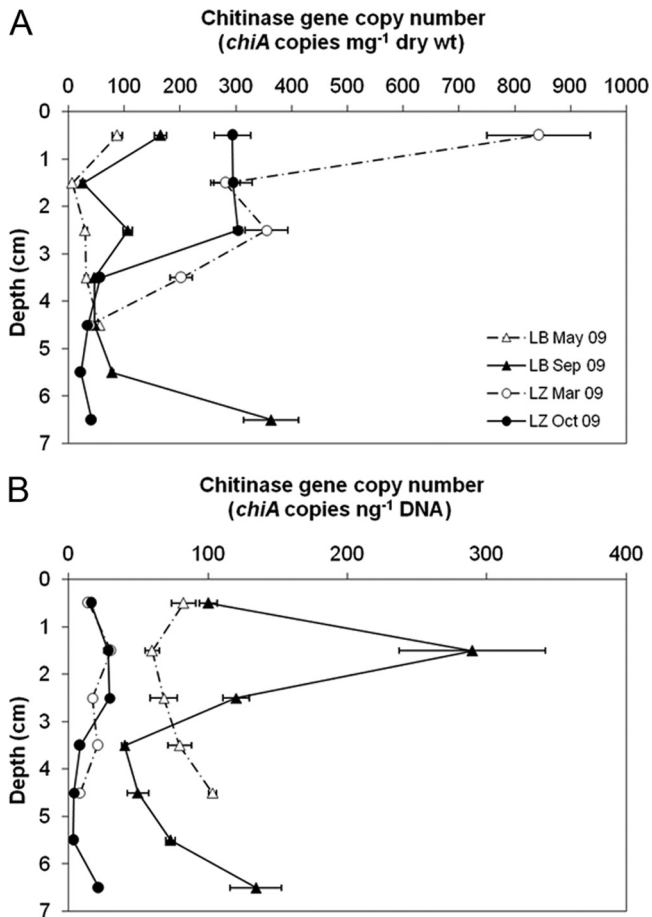 A
Chitinase gene copy number
(chiA copies mg⁻¹ dry wt)
0 100 200 300 400 500 600 700 800 900 1000
0
1
2
3
4
5
6
7
Depth (cm)
LB May 09
LB Sep 09
LZ Mar 09
LZ Oct 09
B
Chitinase gene copy number
(chiA copies ng⁻¹ DNA)
0 100 200 300 400
0
1
2
3
4
5
6
7
Depth (cm)